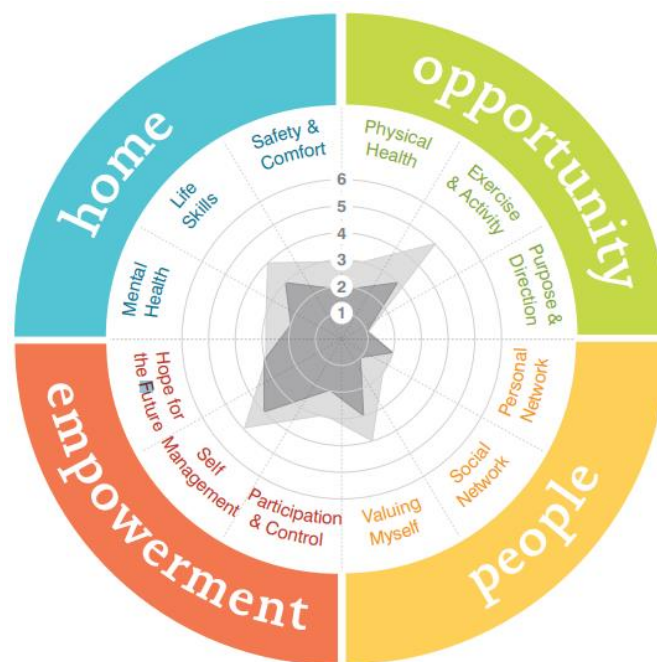 home
opportunity
Safety &
Comfort
Physical
Health
Life
Skills
Exercise
& Activity
Mental
Health
Purpose &
Direction
6
5
4
3
2
1
Hope for
the Future
Personal
Network
Self
Management
Social
Network
Participation
& Control
Valuing
Myself
empowerment
people